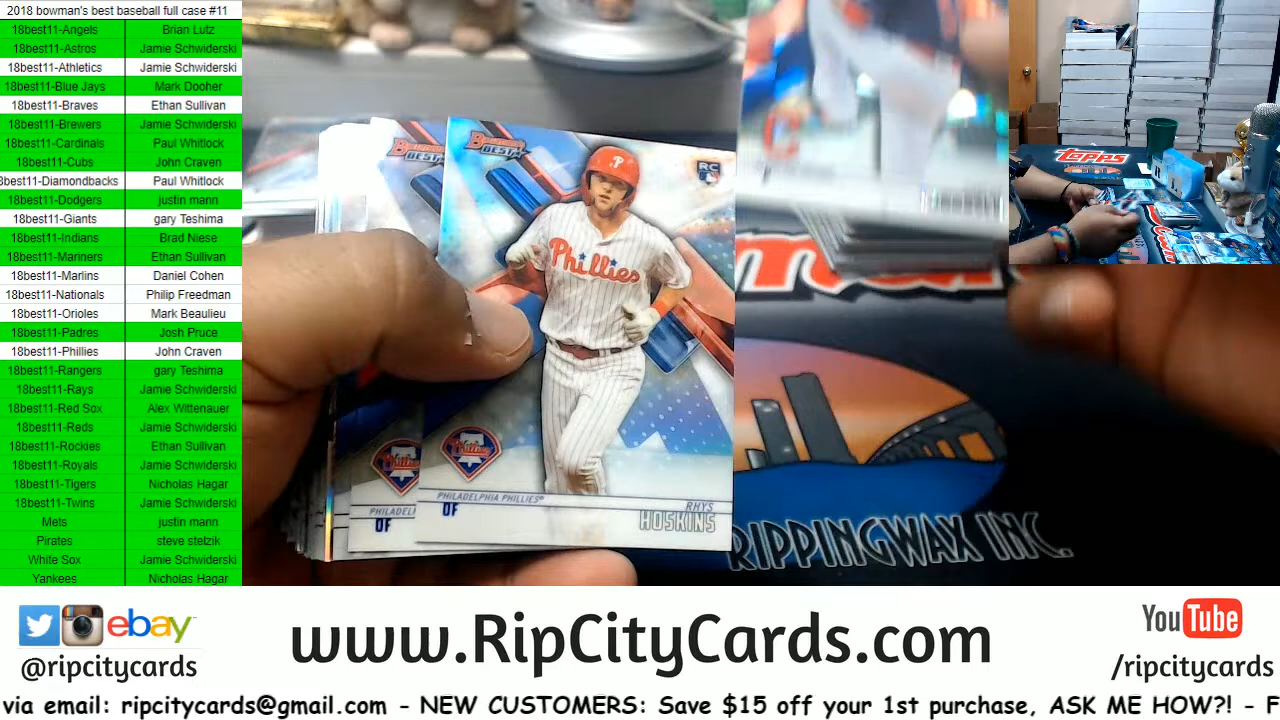 2018 bowman's best baseball full case #11
18best11-Angels Brian Lutz
18best11-Astros Jamie Schwiderski
18best11-Athletics Jamie Schwiderski
18best11-Blue Jays Mark Dooher
18best11-Braves Ethan Sullivan
18best11-Brewers Jamie Schwiderski
18best11-Cardinals Paul Whitlock
18best11-Cubs John Craven
8best11-Diamondbacks Paul Whitlock
18best11-Dodgers justin mann
18best11-Giants gary Teshima
18best11-Indians Brad Niese
18best11-Mariners Ethan Sullivan
18best11-Marlins Daniel Cohen
18best11-Nationals Philip Freedman
18best11-Orioles Mark Beaulieu
18best11-Padres Josh Pruce
18best11-Phillies John Craven
18best11-Rangers gary Teshima
18best11-Rays Jamie Schwiderski
18best11-Red Sox Alex Wittenauer
18best11-Reds Jamie Schwiderski
18best11-Rockies Ethan Sullivan
18best11-Royals Jamie Schwiderski
18best11-Tigers Nicholas Hagar
18best11-Twins Jamie Schwiderski
Mets justin mann
Pirates steve stelzik
White Sox Jamie Schwiderski
Yankees Nicholas Hagar
BOWMAN'S BEST
RC
P
Phillies
Phillies
PHILADELPHIA PHILLIES
OF
RHYS
HOSKINS
Phillies
PHILADEL
OF
topps
RIPPINGWAX INC.
ebay
@ripcitycards
www.RipCityCards.com
YouTube
/ripcitycards
via email: ripcitycards@gmail.com - NEW CUSTOMERS: Save $15 off your 1st purchase, ASK ME HOW?! - F